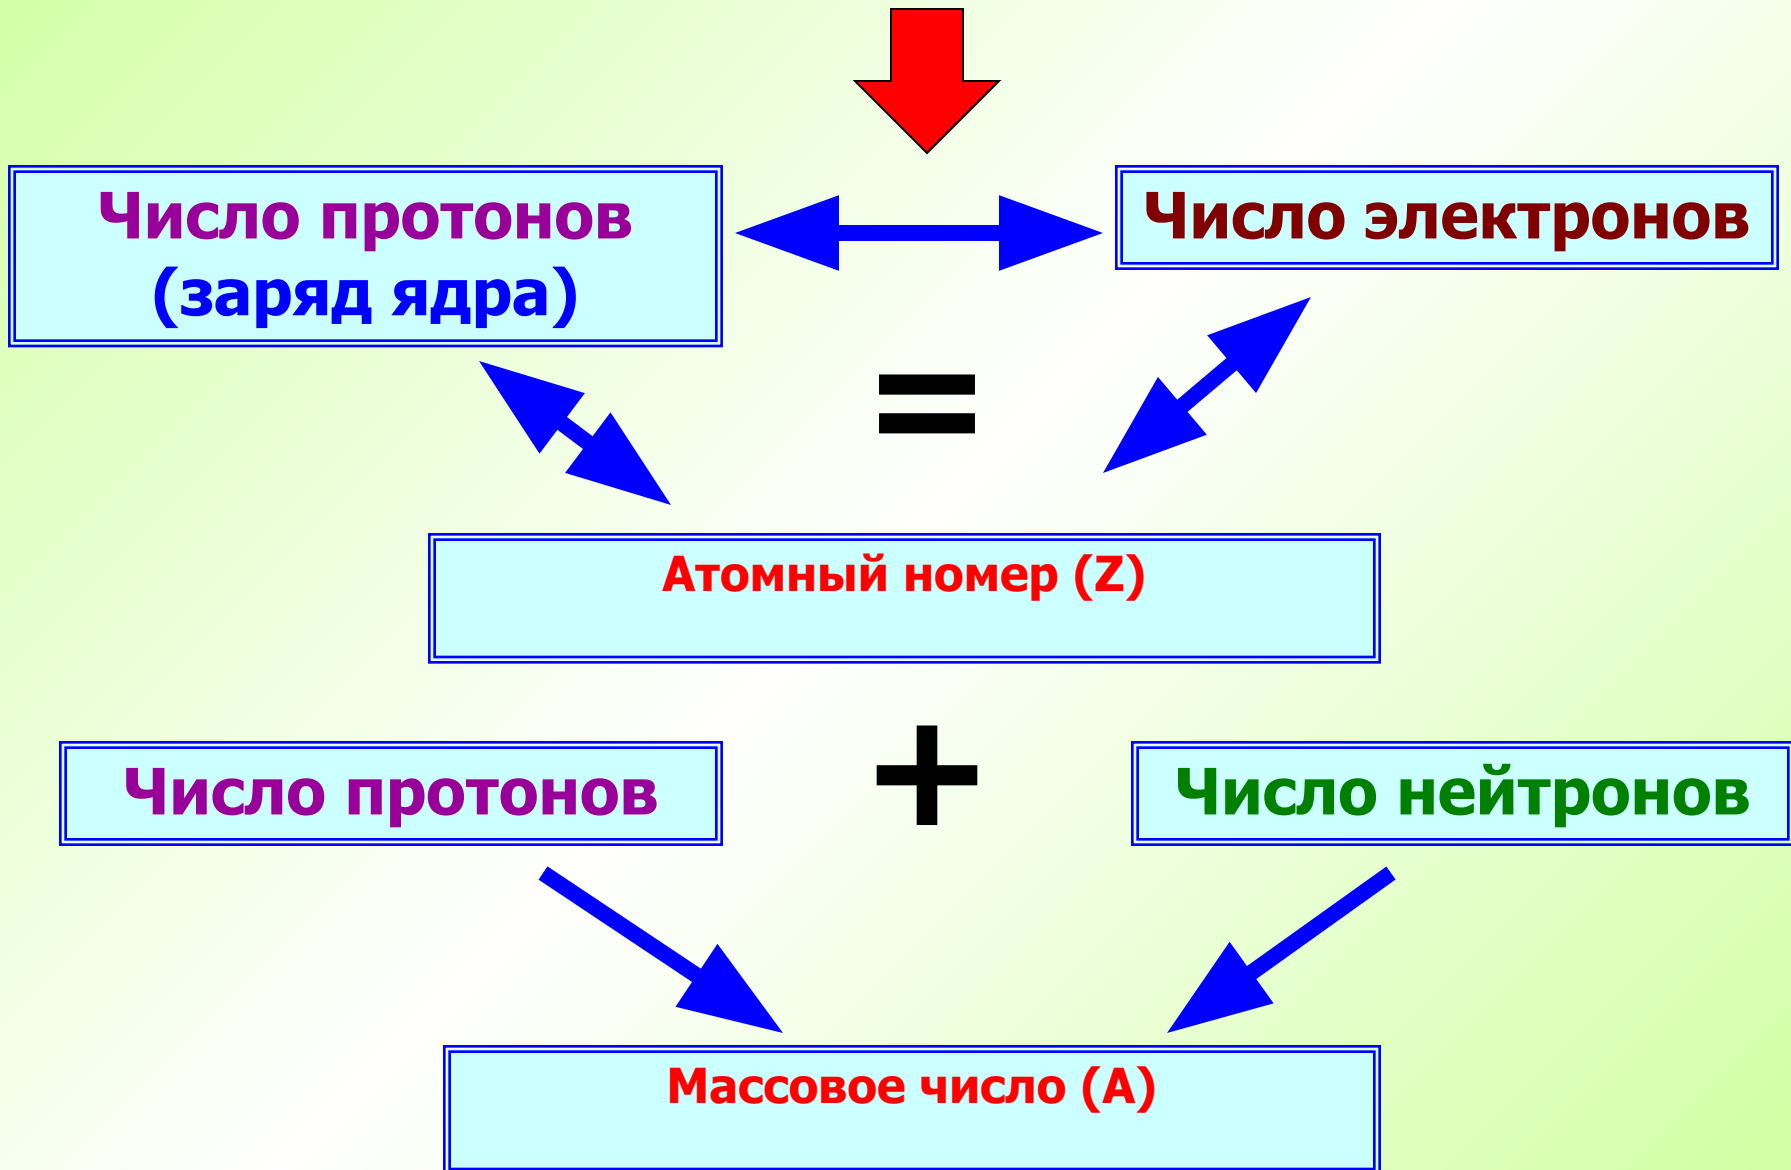 Число протонов
(заряд ядра)
Число электронов
=
Атомный номер (Z)
Число протонов
+
Число нейтронов
Массовое число (А)